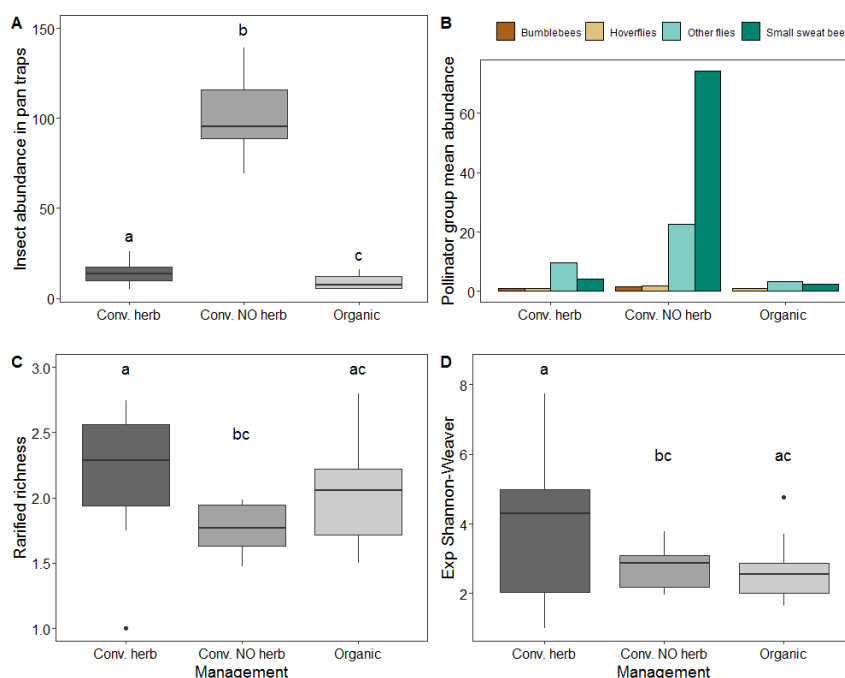 A
Insect abundance in pan traps
150
100
50
0
a
b
c
Conv. herb
Conv. NO herb
Organic
B
Bumblebees
Hoverflies
Other flies
Small sweat bee
Pollinator group mean abundance
60
40
20
0
Conv. herb
Conv. NO herb
Organic
C
Rarified richness
3.0
2.5
2.0
1.5
1.0
a
bc
ac
Conv. herb
Conv. NO herb
Organic
Management
D
Exp Shannon-Weaver
8
6
4
2
a
bc
ac
Conv. herb
Conv. NO herb
Organic
Management